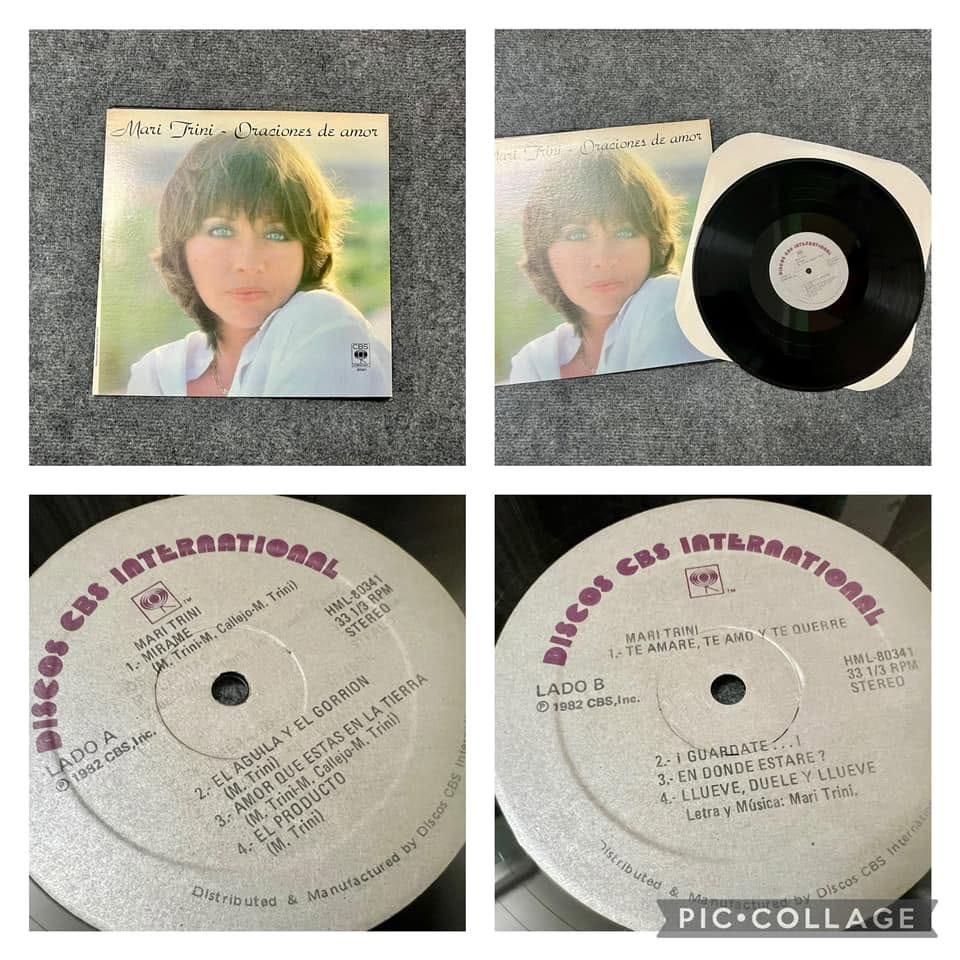 Mari Trini - Oraciones de amor
CBS
Mari Trini - Oraciones de amor
DISCOS CBS INTERNATIONAL
DISCOS CBS INTERNATIONAL
TM
MARI TRINI
1.- MIRAME
(M. Trini-M. Callejo-M. Trini)
HML-80341
33 1/3 RPM
STEREO
LADO A
℗ 1982 CBS, Inc.
2.- EL AGUILA Y EL GORRION
(M. Trini)
3.- AMOR QUE ESTAS EN LA TIERRA
(M. Trini-M. Callejo-M. Trini)
4.- EL PRODUCTO
(M. Trini)
Distributed & Manufactured by Discos CBS
DISCOS CBS INTERNATIONAL
TM
MARI TRINI
1.- TE AMARE, TE AMO Y TE QUERRE
HML-80341
33 1/3 RPM
STEREO
LADO B
℗ 1982 CBS, Inc.
2.- ¡ GUARDATE . . . !
3.- EN DONDE ESTARE ?
4.- LLUEVE, DUELE Y LLUEVE
Letra y Música: Mari Trini.
Distributed & Manufactured by Discos CBS
PIC•COLLAGE